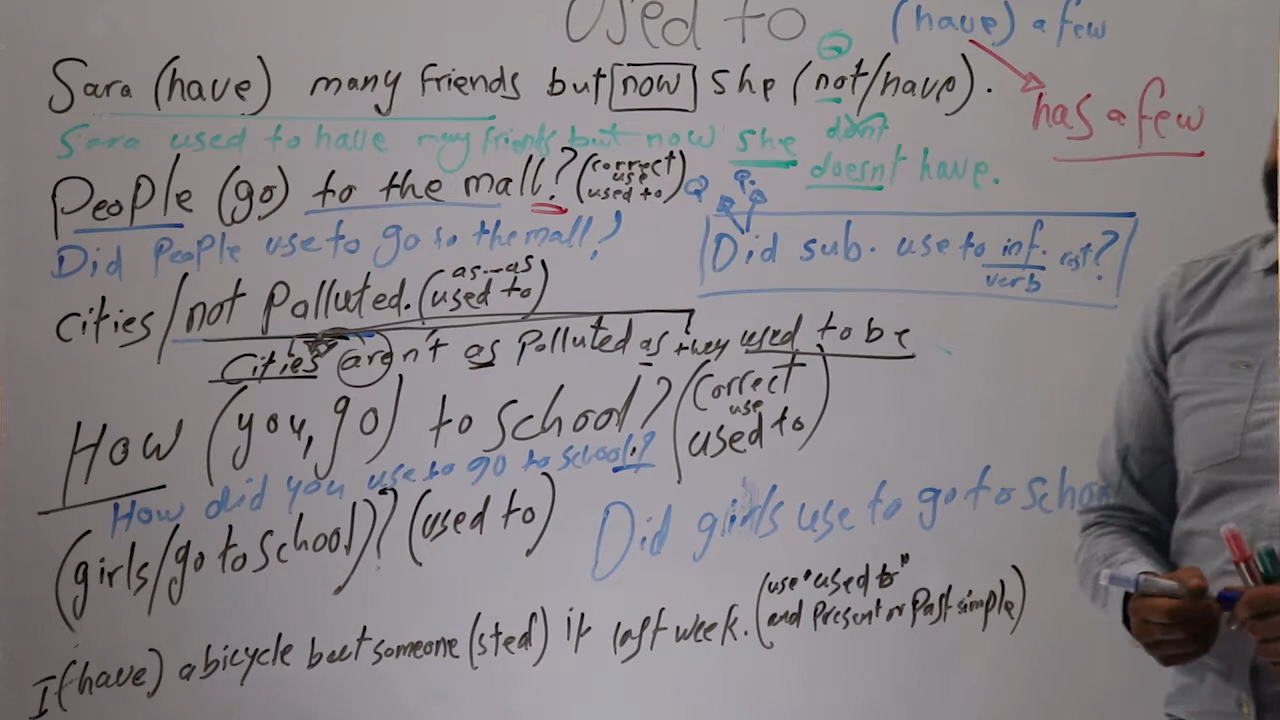 used to
(have) a few
Sara (have) many friends but now she (not/have).
has a few
Sara used to have many friends but now she didn't
doesn't have.
People (go) to the mall? (correct use used to)
Q Q.
Did People use to go to the mall?
Did sub. use to inf. rest?
verb
cities/not Polluted. (as---as used to)
Cities aren't as Polluted as they used to be
How (you, go) to school? (correct use used to)
How did you use to go to school?
(girls/go to school)? (used to)
Did girls use to go to school
I (have) a bicycle but someone (steal) it last week. (use "used to" and Present or Past simple)